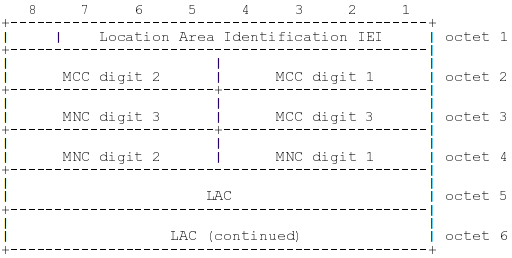 8 7 6 5 4 3 2 1
Location Area Identification IEI octet 1
MCC digit 2 MCC digit 1 octet 2
MNC digit 3 MCC digit 3 octet 3
MNC digit 2 MNC digit 1 octet 4
LAC octet 5
LAC (continued) octet 6